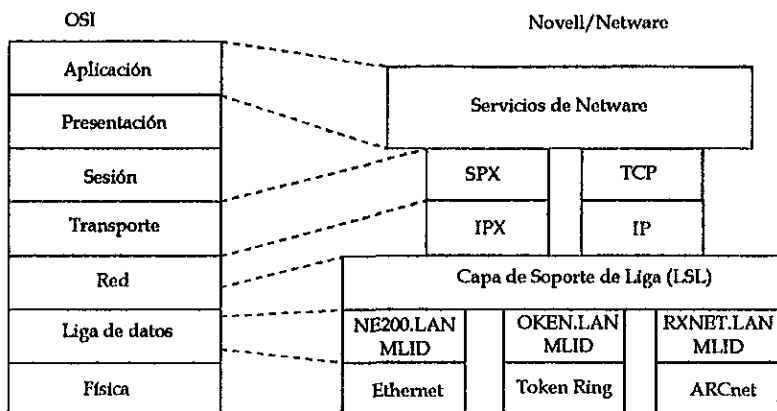 OSI
Novell/Netware
Aplicación
Presentación
Sesión
Transporte
Red
Liga de datos
Física
Servicios de Netware
SPX
TCP
IPX
IP
Capa de Soporte de Liga (LSL)
NE200.LAN
MLID
OKEN.LAN
MLID
RXNET.LAN
MLID
Ethernet
Token Ring
ARCnet